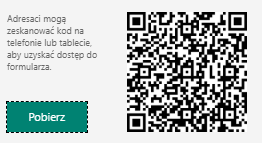 Adresaci mogą
zeskanować kod na
telefonie lub tablecie,
aby uzyskać dostęp do
formularza.
Pobierz